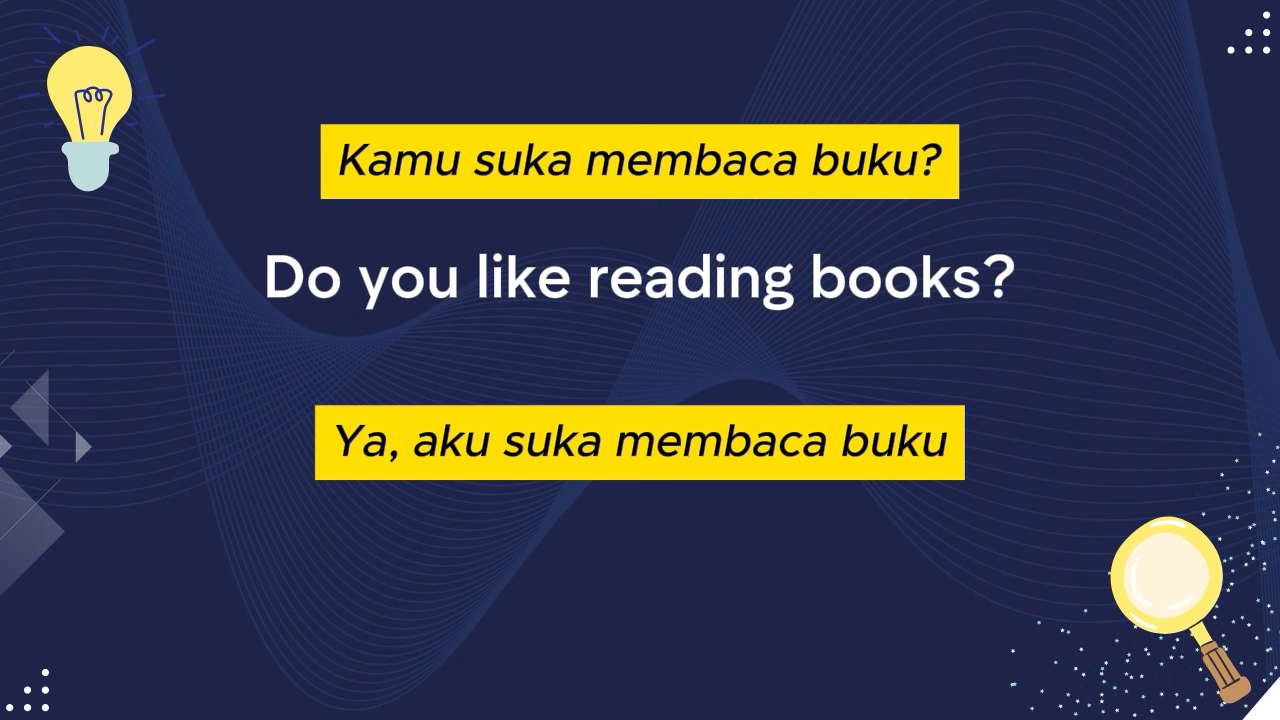 Kamu suka membaca buku?
Do you like reading books?
Ya, aku suka membaca buku